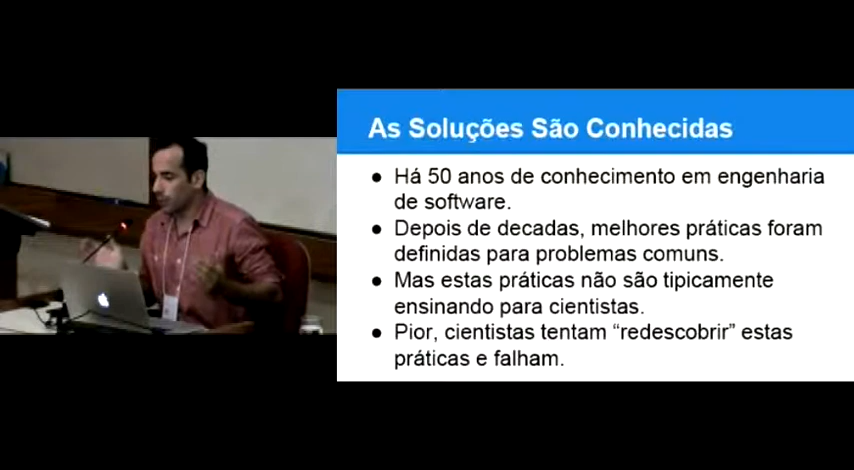 As Soluções São Conhecidas
● Há 50 anos de conhecimento em engenharia
de software.
● Depois de decadas, melhores práticas foram
definidas para problemas comuns.
● Mas estas práticas não são tipicamente
ensinando para cientistas.
● Pior, cientistas tentam “redescobrir” estas
práticas e falham.